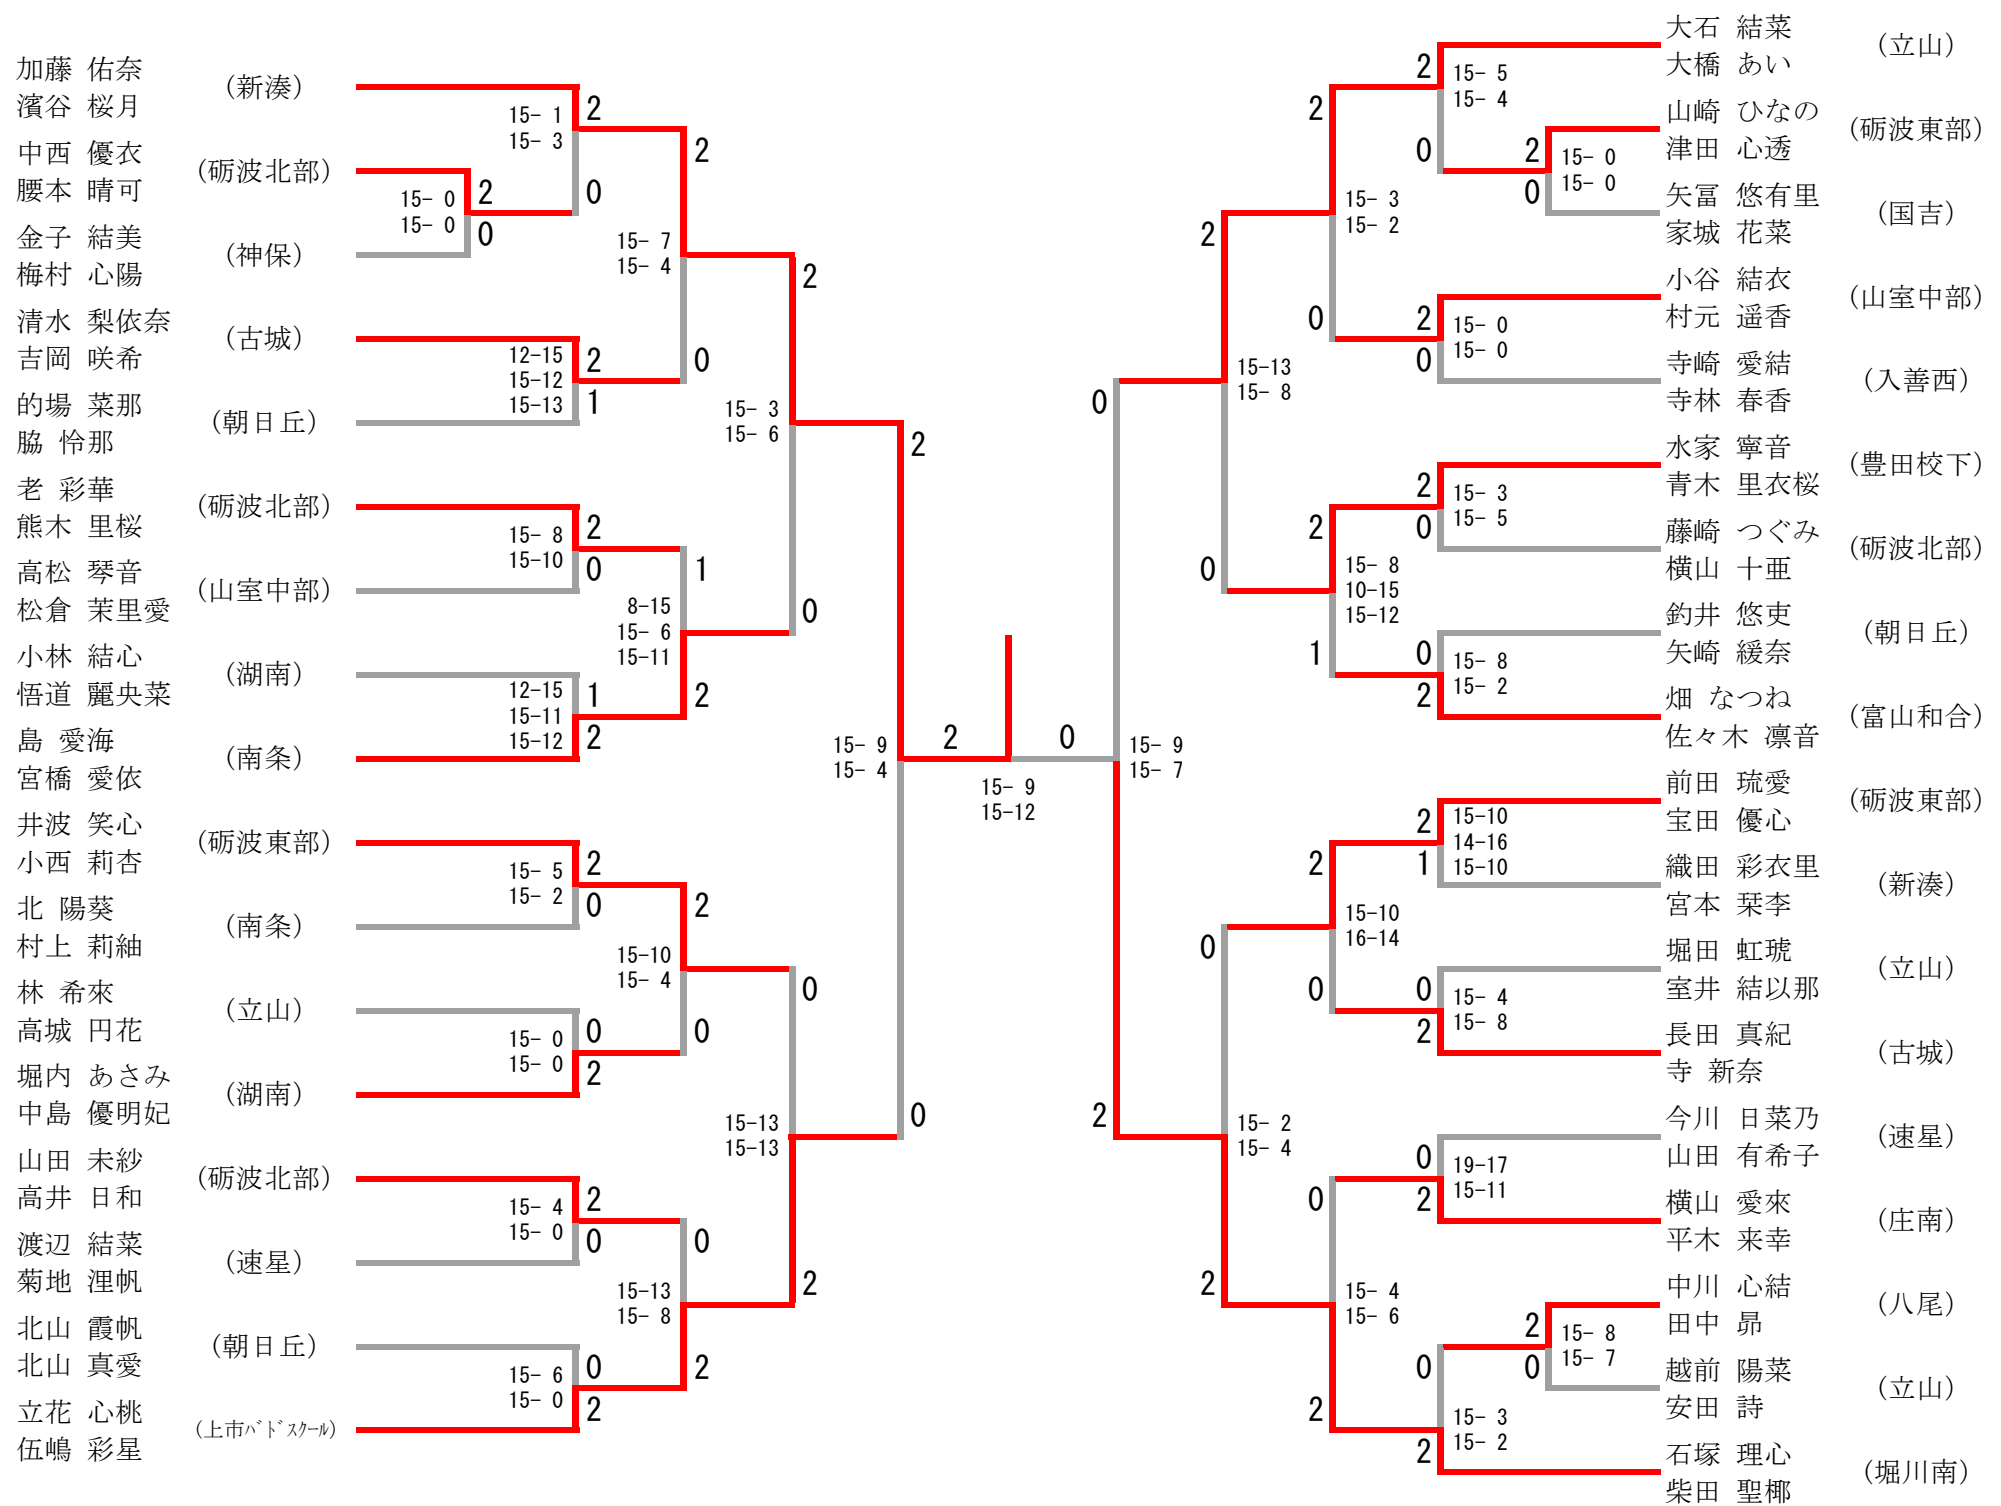 加藤 佑奈
濱谷 桜月
(新湊)
中西 優衣
腰本 晴可
(砺波北部)
金子 結美
梅村 心陽
(神保)
清水 梨依奈
吉岡 咲希
(古城)
的場 菜那
脇 怜那
(朝日丘)
老 彩華
熊木 里桜
(砺波北部)
高松 琴音
松倉 茉里愛
(山室中部)
小林 結心
悟道 麗央菜
(湖南)
島 愛海
宮橋 愛依
(南条)
井波 笑心
小西 莉杏
(砺波東部)
北 陽葵
村上 莉紬
(南条)
林 希來
高城 円花
(立山)
堀内 あさみ
中島 優明妃
(湖南)
山田 未紗
高井 日和
(砺波北部)
渡辺 結菜
菊地 浬帆
(速星)
北山 霞帆
北山 真愛
(朝日丘)
立花 心桃
伍嶋 彩星
(上市ﾊﾞﾄﾞｽｸｰﾙ)
15- 0
15- 0
2
0
15- 1
15- 3
2
0
12-15
15-12
15-13
2
1
15- 8
15-10
2
0
12-15
15-11
15-12
1
2
15- 5
15- 2
2
0
15- 0
15- 0
0
2
15- 4
15- 0
2
0
15- 6
15- 0
0
2
15- 7
15- 4
2
0
8-15
15- 6
15-11
1
2
15-10
15- 4
2
0
15-13
15- 8
0
2
15- 3
15- 6
2
0
15-13
15-13
0
2
15- 9
15- 4
2
0
2
0
15- 9
15-12
0
2
15- 9
15- 7
2
0
15-13
15- 8
0
2
15- 2
15- 4
2
0
15- 3
15- 2
2
1
15- 8
10-15
15-12
2
0
15-10
16-14
0
2
15- 4
15- 6
2
0
15- 5
15- 4
2
0
15- 0
15- 0
2
0
15- 0
15- 0
2
0
15- 3
15- 5
0
2
15- 8
15- 2
2
1
15-10
14-16
15-10
0
2
15- 4
15- 8
0
2
19-17
15-11
2
0
15- 8
15- 7
0
2
15- 3
15- 2
大石 結菜
大橋 あい
(立山)
山崎 ひなの
津田 心透
(砺波東部)
矢冨 悠有里
家城 花菜
(国吉)
小谷 結衣
村元 遥香
(山室中部)
寺崎 愛結
寺林 春香
(入善西)
水家 寧音
青木 里衣桜
(豊田校下)
藤崎 つぐみ
横山 十亜
(砺波北部)
釣井 悠吏
矢崎 緩奈
(朝日丘)
畑 なつね
佐々木 凛音
(富山和合)
前田 琉愛
宝田 優心
(砺波東部)
織田 彩衣里
宮本 栞李
(新湊)
堀田 虹琥
室井 結以那
(立山)
長田 真紀
寺 新奈
(古城)
今川 日菜乃
山田 有希子
(速星)
横山 愛來
平木 来幸
(庄南)
中川 心結
田中 昴
(八尾)
越前 陽菜
安田 詩
(立山)
石塚 理心
柴田 聖椰
(堀川南)